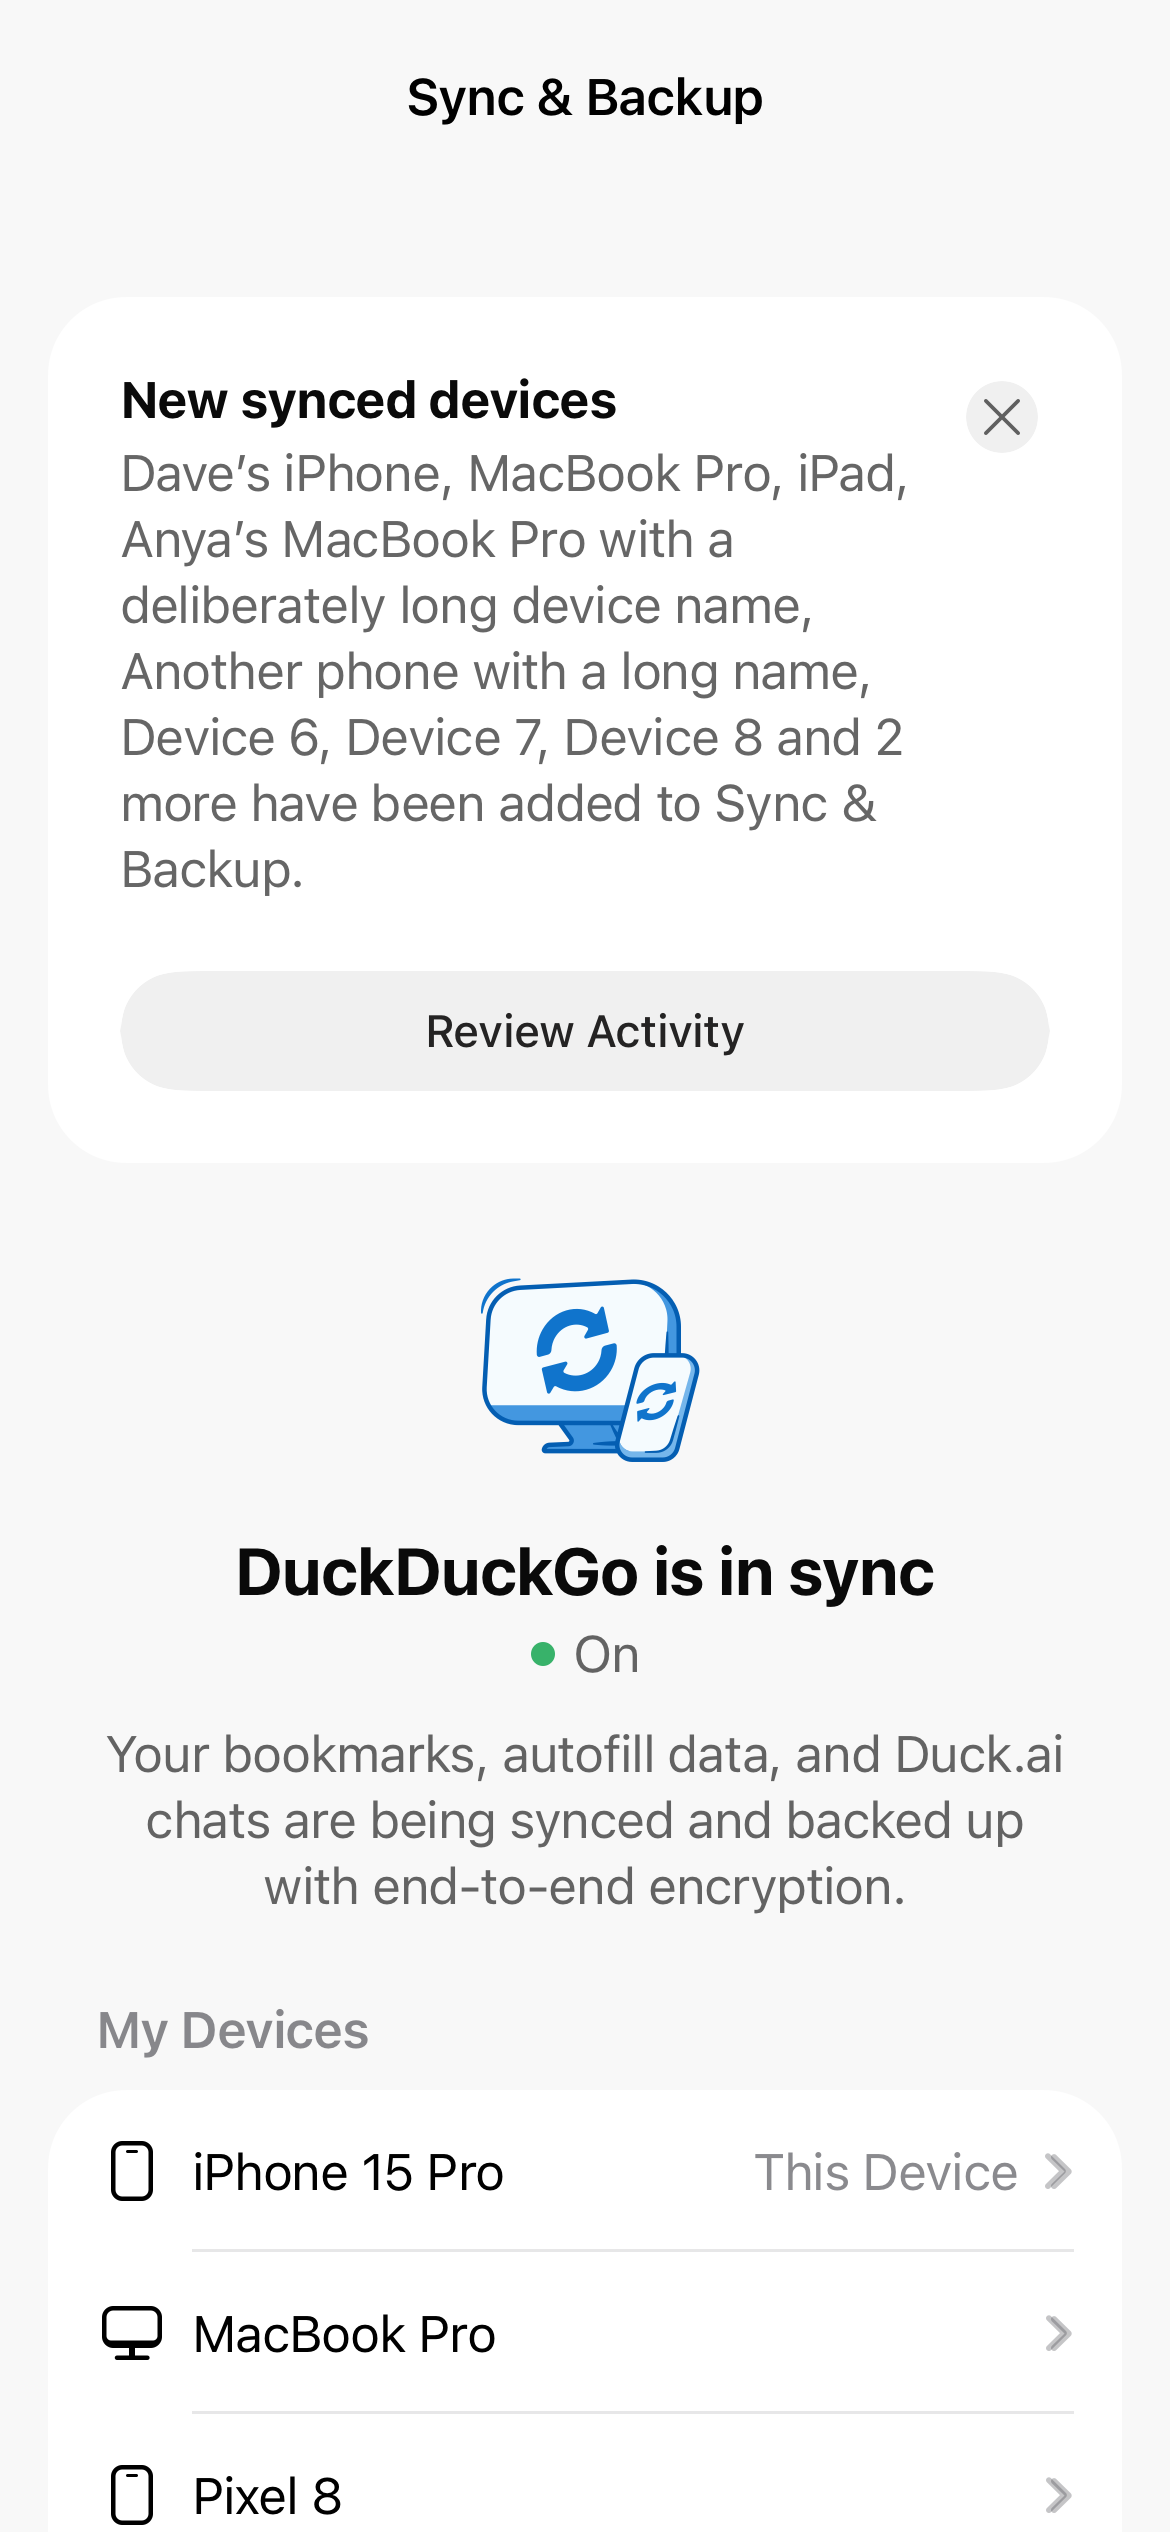 Sync & Backup
New synced devices
Dave’s iPhone, MacBook Pro, iPad,
Anya’s MacBook Pro with a
deliberately long device name,
Another phone with a long name,
Device 6, Device 7, Device 8 and 2
more have been added to Sync &
Backup.
Review Activity
DuckDuckGo is in sync
On
Your bookmarks, autofill data, and Duck.ai
chats are being synced and backed up
with end-to-end encryption.
My Devices
iPhone 15 Pro This Device
MacBook Pro
Pixel 8